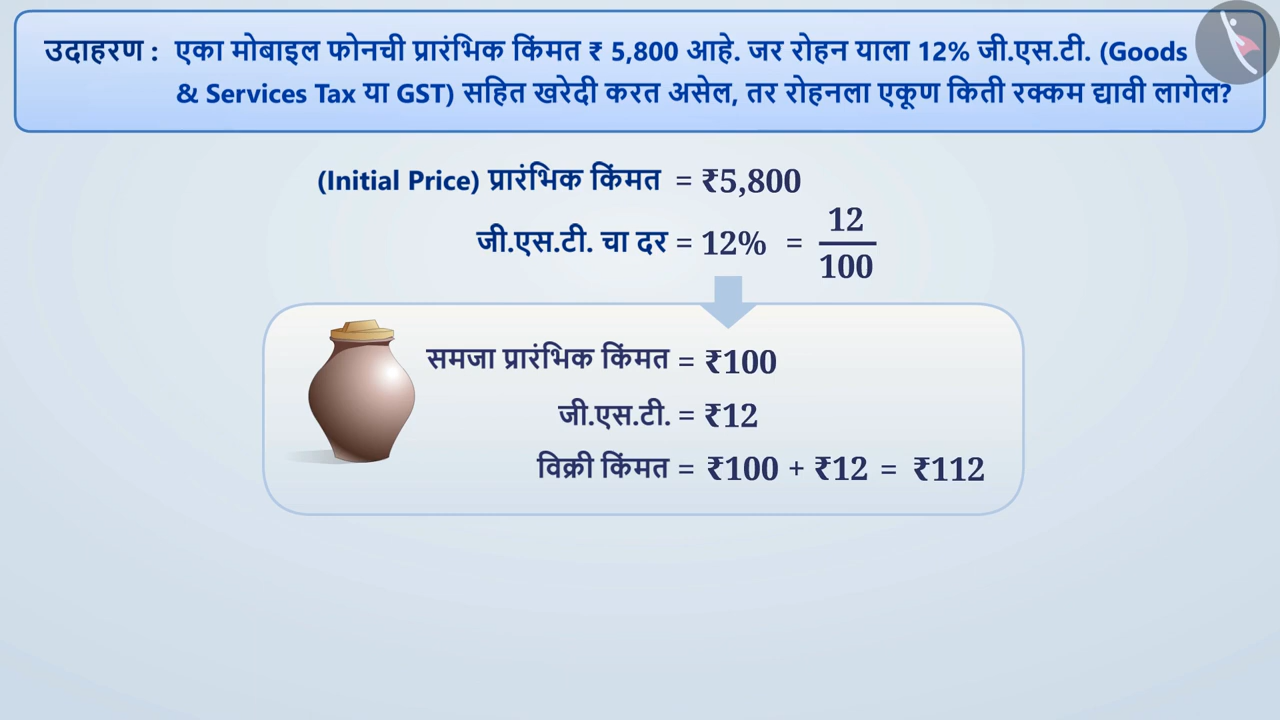 उदाहरण : एका मोबाइल फोनची प्रारंभिक किंमत ₹ 5,800 आहे. जर रोहन याला 12% जी.एस.टी. (Goods
& Services Tax या GST) सहित खरेदी करत असेल, तर रोहनला एकूण किती रक्कम द्यावी लागेल?
(Initial Price) प्रारंभिक किंमत = ₹5,800
जी.एस.टी. चा दर = 12% = 12/100
समजा प्रारंभिक किंमत = ₹100
जी.एस.टी. = ₹12
विक्री किंमत = ₹100 + ₹12 = ₹112